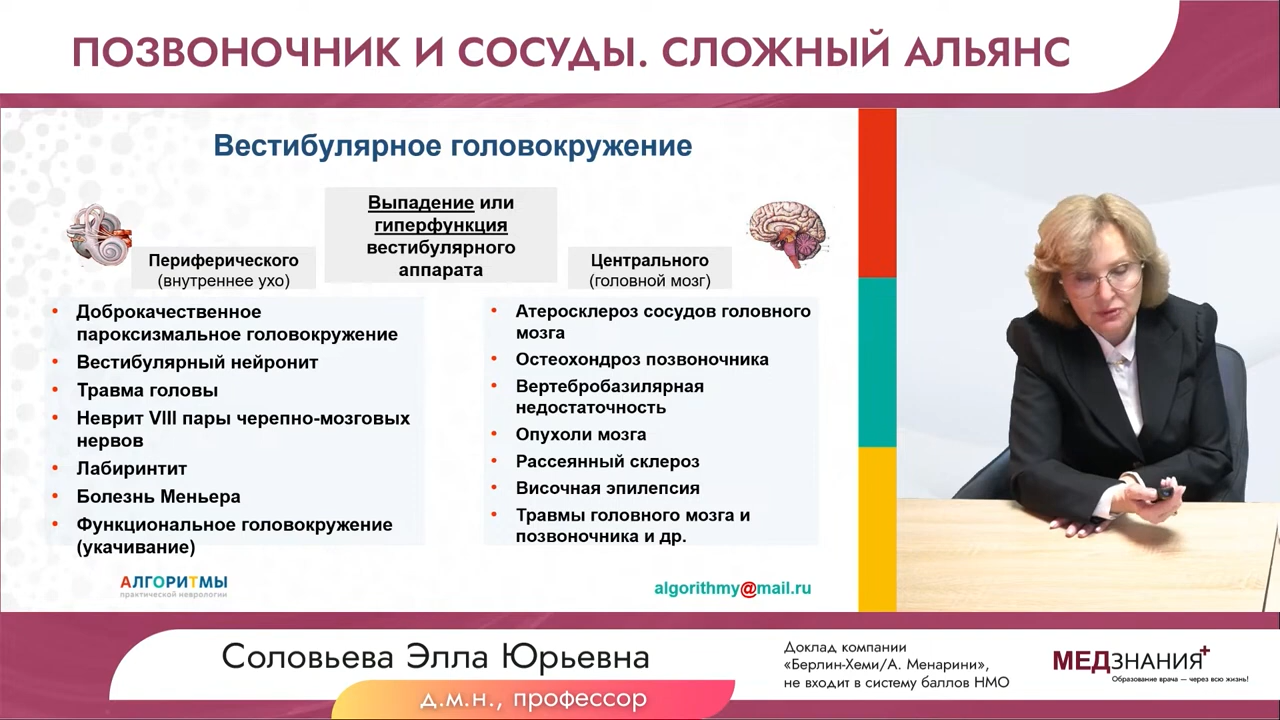 ПОЗВОНОЧНИК И СОСУДЫ. СЛОЖНЫЙ АЛЬЯНС
Вестибулярное головокружение
Выпадение или
гиперфункция
вестибулярного
аппарата
Периферического
(внутреннее ухо)
Центрального
(головной мозг)
• Доброкачественное
пароксизмальное головокружение
• Вестибулярный нейронит
• Травма головы
• Неврит VIII пары черепно-мозговых
нервов
• Лабиринтит
• Болезнь Меньера
• Функциональное головокружение
(укачивание)
• Атеросклероз сосудов головного
мозга
• Остеохондроз позвоночника
• Вертебробазилярная
недостаточность
• Опухоли мозга
• Рассеянный склероз
• Височная эпилепсия
• Травмы головного мозга и
позвоночника и др.
АЛГОРИТМЫ
практической неврологии
algorithmy@mail.ru
Соловьева Элла Юрьевна
д.м.н., профессор
Доклад компании
«Берлин-Хеми/А. Менарини»,
не входит в систему баллов НМО
МЕДЗНАНИЯ+
Образование врача — через всю жизнь!